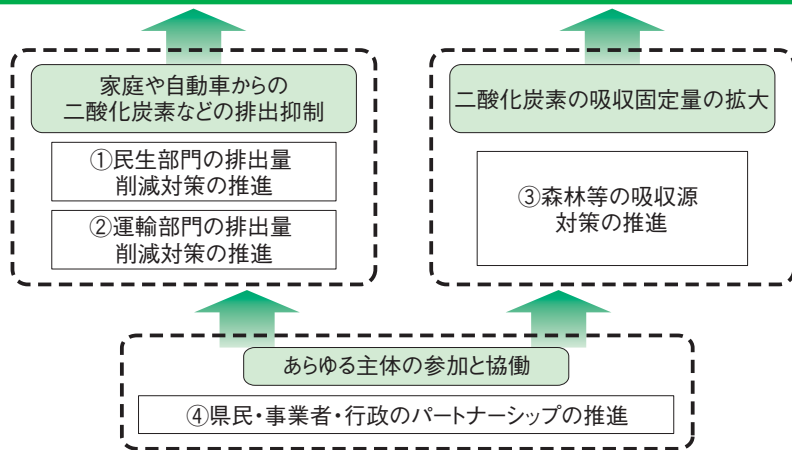 家庭や自動車からの
二酸化炭素などの排出抑制
①民生部門の排出量
削減対策の推進
②運輸部門の排出量
削減対策の推進
二酸化炭素の吸収固定量の拡大
③森林等の吸収源
対策の推進
あらゆる主体の参加と協働
④県民・事業者・行政のパートナーシップの推進